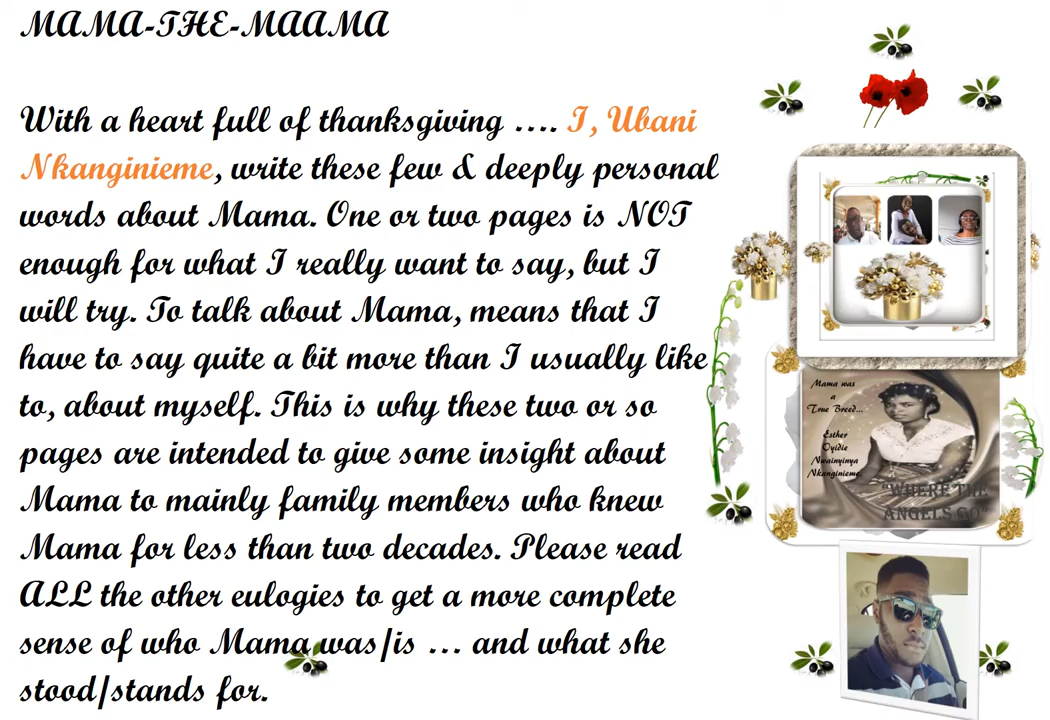 MAMA-THE-MAAMA
With a heart full of thanksgiving …. I, Ubani
Nkanginieme, write these few & deeply personal
words about Mama. One or two pages is NOT
enough for what I really want to say, but I
will try. To talk about Mama, means that I
have to say quite a bit more than I usually like
to, about myself. This is why these two or so
pages are intended to give some insight about
Mama to mainly family members who knew
Mama for less than two decades. Please read
ALL the other eulogies to get a more complete
sense of who Mama was/is … and what she
stood/stands for.
Mama was
a
True Breed...
Esther
Oyidie
Nwainyinya
Nkanginieme.
"WHERE THE
ANGELS GO"